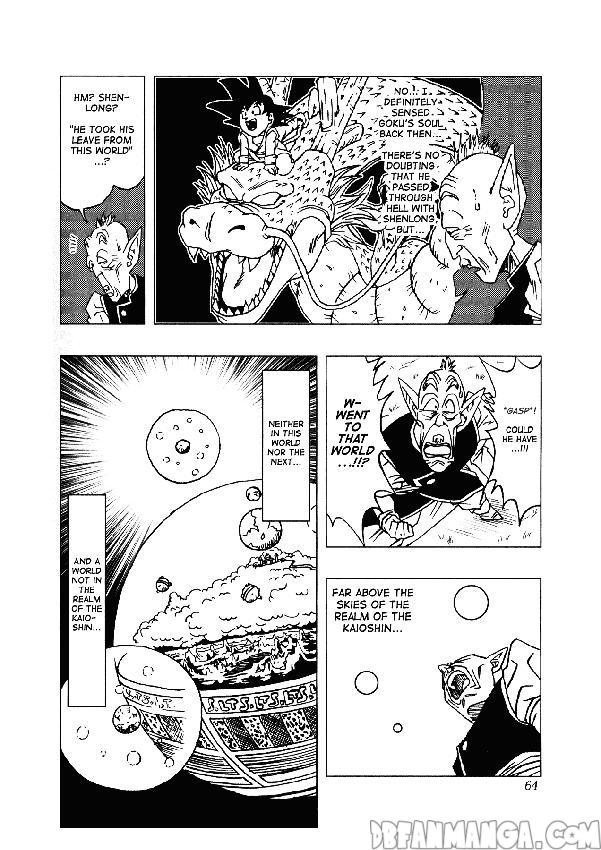 NO..! I
DEFINITELY
SENSED
GOKU'S SOUL
BACK THEN...
THERE'S NO
DOUBTING
THAT HE
PASSED
THROUGH
HELL WITH
SHENLONG
BUT...
HM? SHEN-
LONG?
"HE TOOK HIS
LEAVE FROM
THIS WORLD"
...?
*GASP*!
COULD
HE HAVE
...!!!
W-
WENT
TO
THAT
WORLD
...!!?
FAR ABOVE THE
SKIES OF THE
REALM OF THE
KAIOSHIN...
NEITHER
IN THIS
WORLD
NOR THE
NEXT...
AND A
WORLD
NOT IN
THE
REALM
OF THE
KAIO-
SHIN...
64
DBFANMANGA.COM